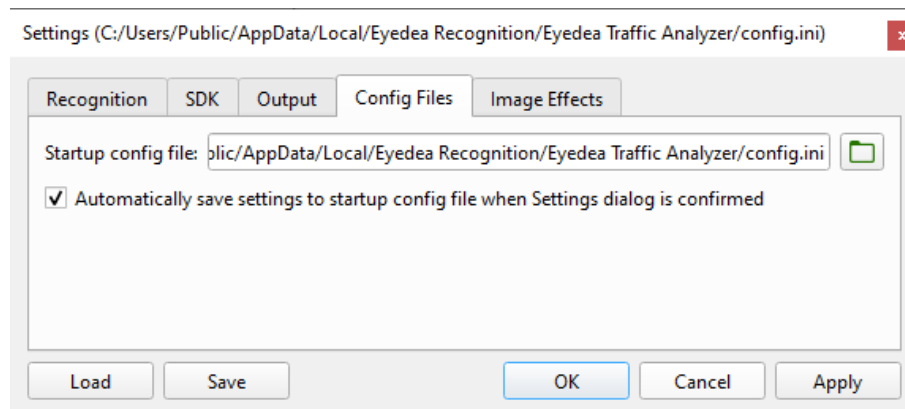 Settings (C:/Users/Public/AppData/Local/Eyedea Recognition/Eyedea Traffic Analyzer/config.ini) x
Recognition SDK Output Config Files Image Effects
Startup config file: blic/AppData/Local/Eyedea Recognition/Eyedea Traffic Analyzer/config.ini
Automatically save settings to startup config file when Settings dialog is confirmed
Load Save OK Cancel Apply